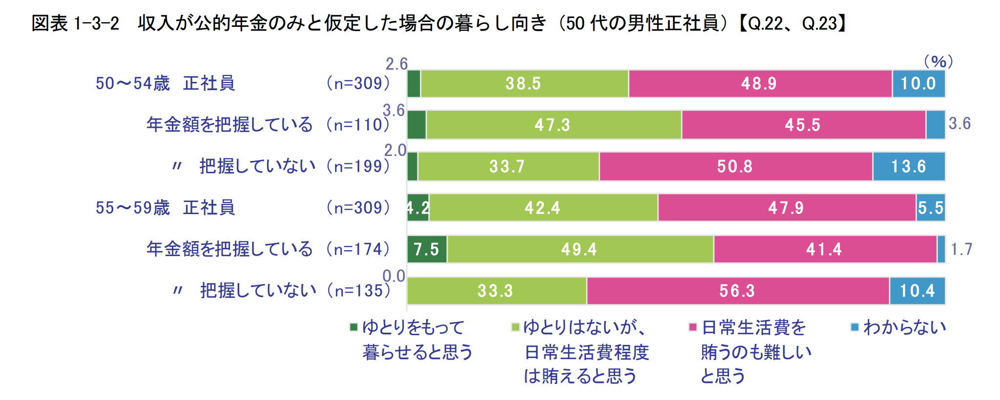 図表 1-3-2　収入が公的年金のみと仮定した場合の暮らし向き（50 代の男性正社員）【Q.22、Q.23】
（%）
50～54歳　正社員　（n=309） 2.6 38.5 48.9 10.0
年金額を把握している（n=110） 3.6 47.3 45.5 3.6
〃　把握していない（n=199） 2.0 33.7 50.8 13.6
55～59歳　正社員　（n=309） 4.2 42.4 47.9 5.5
年金額を把握している（n=174） 7.5 49.4 41.4 1.7
〃　把握していない（n=135） 0.0 33.3 56.3 10.4
ゆとりをもって
暮らせると思う
ゆとりはないが、
日常生活費程度
は賄えると思う
日常生活費を
賄うのも難しい
と思う
わからない